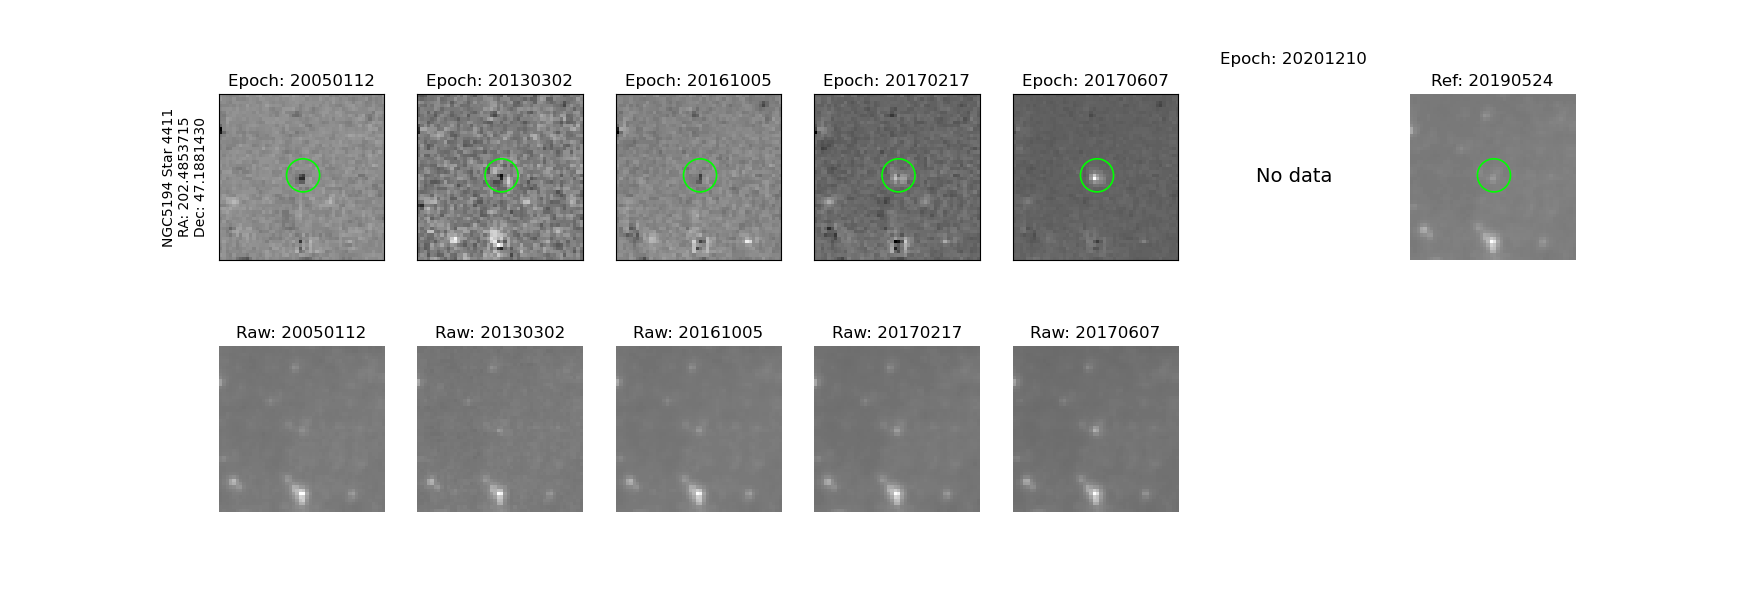 Epoch: 20050112
Epoch: 20130302
Epoch: 20161005
Epoch: 20170217
Epoch: 20170607
Epoch: 20201210
Ref: 20190524
NGC5194 Star 4411
RA: 202.4853715
Dec: 47.1881430
No data
Raw: 20050112
Raw: 20130302
Raw: 20161005
Raw: 20170217
Raw: 20170607